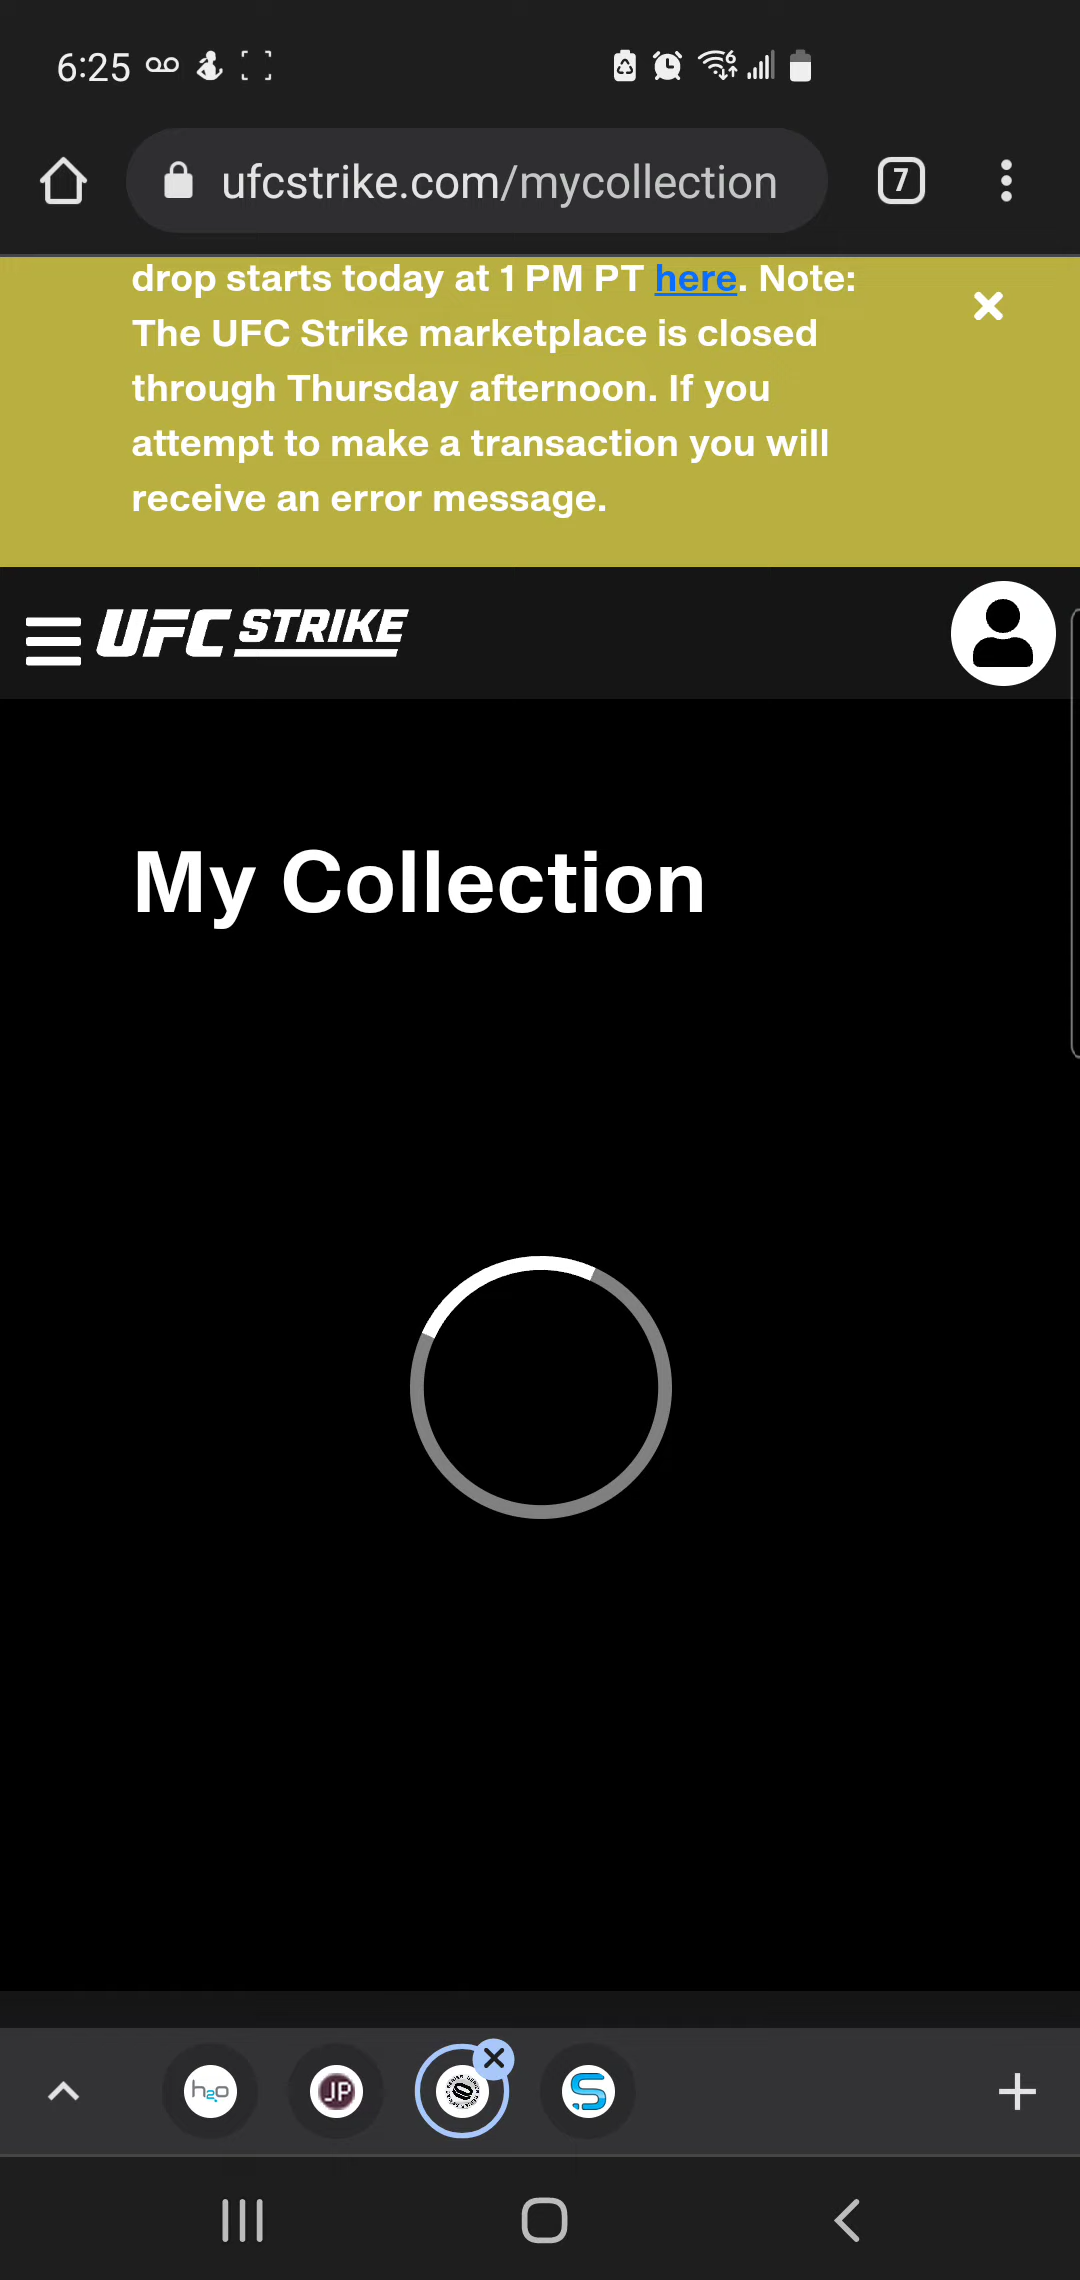 6:25
6
ufcstrike.com/mycollection
7
drop starts today at 1 PM PT here. Note:
The UFC Strike marketplace is closed
through Thursday afternoon. If you
attempt to make a transaction you will
receive an error message.
UFC STRIKE
My Collection
h2o
JP
S